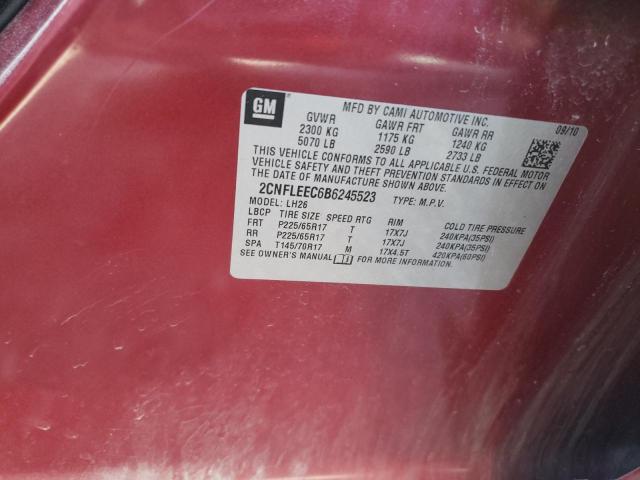 GM
MFD BY CAMI AUTOMOTIVE INC. 09/10
GVWR GAWR FRT GAWR RR
2300 KG 1175 KG 1240 KG
5070 LB 2590 LB 2733 LB
THIS VEHICLE CONFORMS TO ALL APPLICABLE U.S. FEDERAL MOTOR
VEHICLE SAFETY AND THEFT PREVENTION STANDARDS IN EFFECT ON
THE DATE OF MANUFACTURE SHOWN ABOVE.
2CNFLEEC6B6245523 TYPE: M.P.V.
MODEL: LH26
LBCP TIRE SIZE SPEED RTG RIM COLD TIRE PRESSURE
FRT P225/65R17 T 17X7J 240KPA(35PSI)
RR P225/65R17 T 17X7J 240KPA(35PSI)
SPA T145/70R17 M 17X4.5T 420KPA(60PSI)
SEE OWNER'S MANUAL FOR MORE INFORMATION.